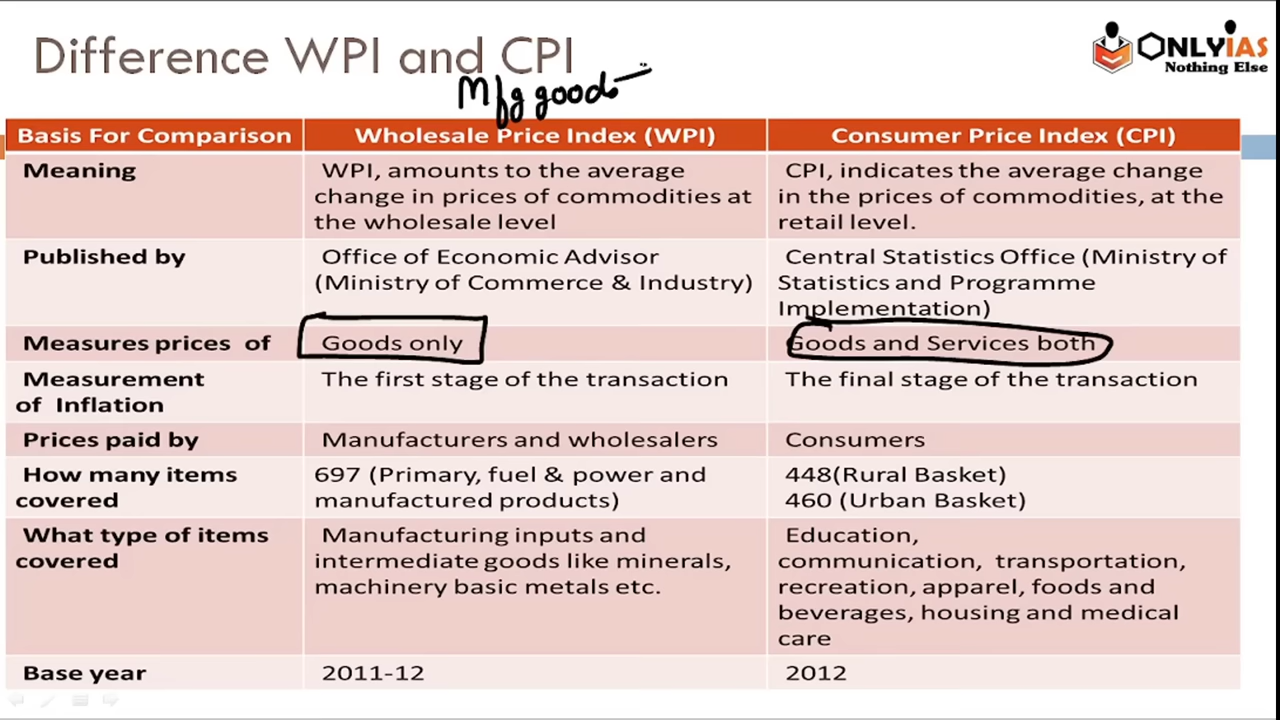 Difference WPI and CPI
ONLYIAS
Nothing Else
Mfg goods
Basis For Comparison
Wholesale Price Index (WPI)
Consumer Price Index (CPI)
Meaning
WPI, amounts to the average
change in prices of commodities at
the wholesale level
CPI, indicates the average change
in the prices of commodities, at the
retail level.
Published by
Office of Economic Advisor
(Ministry of Commerce & Industry)
Central Statistics Office (Ministry of
Statistics and Programme
Implementation)
Measures prices of
Goods only
Goods and Services both
Measurement
of Inflation
The first stage of the transaction
The final stage of the transaction
Prices paid by
Manufacturers and wholesalers
Consumers
How many items
covered
697 (Primary, fuel & power and
manufactured products)
448(Rural Basket)
460 (Urban Basket)
What type of items
covered
Manufacturing inputs and
intermediate goods like minerals,
machinery basic metals etc.
Education,
communication, transportation,
recreation, apparel, foods and
beverages, housing and medical
care
Base year
2011-12
2012